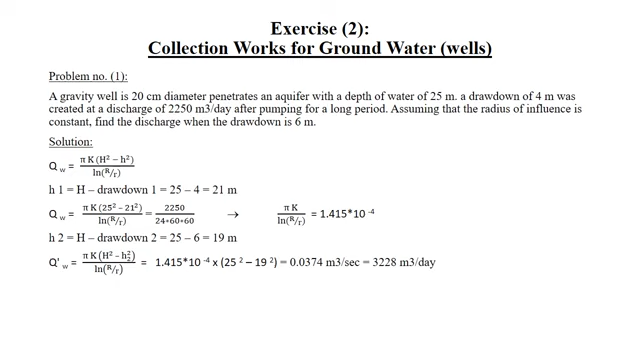 Exercise (2):
Collection Works for Ground Water (wells)
Problem no. (1):
A gravity well is 20 cm diameter penetrates an aquifer with a depth of water of 25 m. a drawdown of 4 m was
created at a discharge of 2250 m3/day after pumping for a long period. Assuming that the radius of influence is
constant, find the discharge when the drawdown is 6 m.
Solution:
Q w = π K (H² − h²) / ln(R/r)
h 1 = H – drawdown 1 = 25 – 4 = 21 m
Q w = π K (25² − 21²) / ln(R/r) = 2250 / 24∗60∗60 → π K / ln(R/r) = 1.415*10 ⁻⁴
h 2 = H – drawdown 2 = 25 – 6 = 19 m
Q' w = π K (H² − h₂²) / ln(R/r) = 1.415*10 ⁻⁴ x (25 ² – 19 ²) = 0.0374 m3/sec = 3228 m3/day